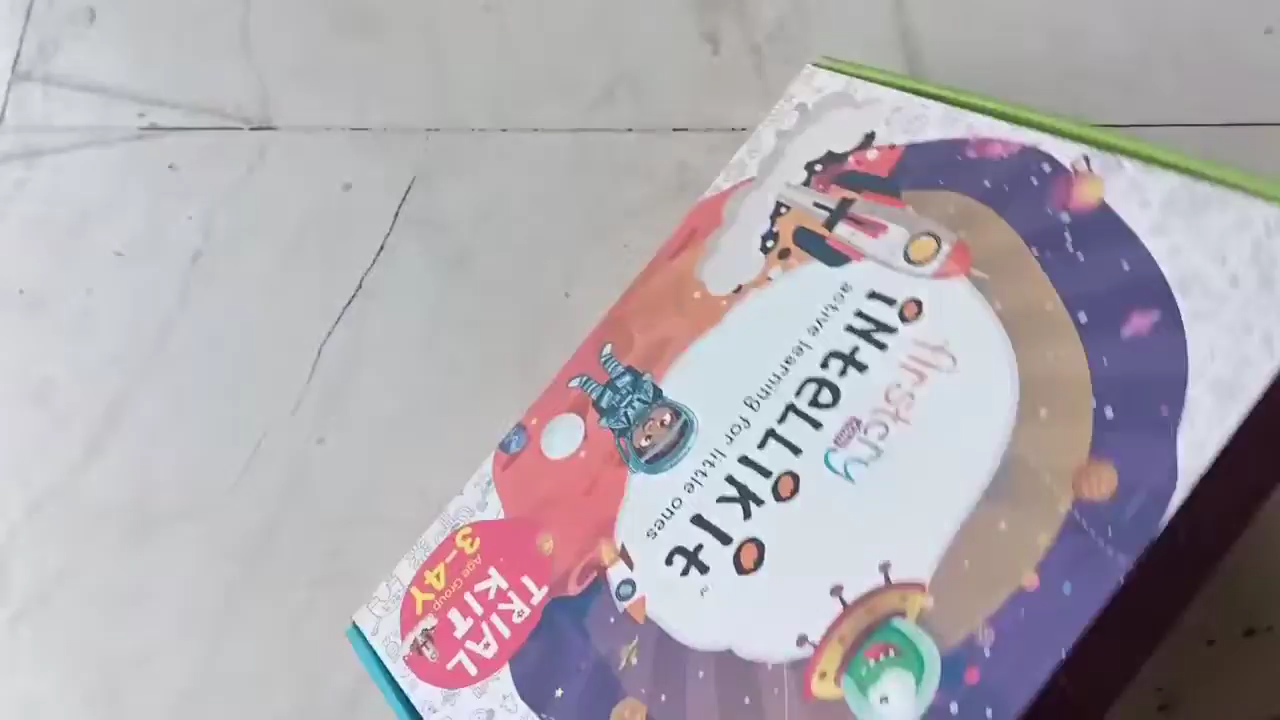 firstcry
iNtELLiKit
active learning for little ones
TRIAL
KIT
Age Group
3-4Y